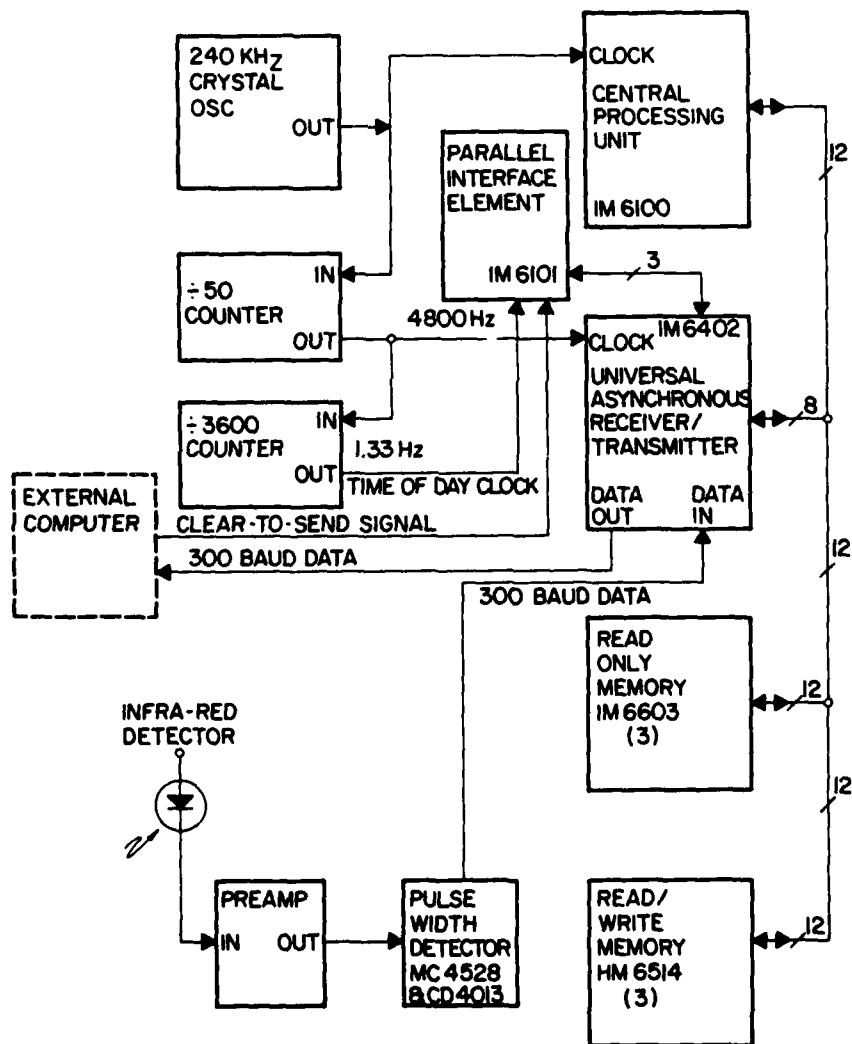 240 KHZ
CRYSTAL
OSC
OUT
CLOCK
CENTRAL
PROCESSING
UNIT
IM 6100
12
PARALLEL
INTERFACE
ELEMENT
IM 6101
3
÷50
COUNTER
IN
OUT
4800 Hz
IM 6402
CLOCK
UNIVERSAL
ASYNCHRONOUS
RECEIVER/
TRANSMITTER
DATA
OUT
DATA
IN
8
÷3600
COUNTER
IN
OUT
1.33 Hz
TIME OF DAY CLOCK
EXTERNAL
COMPUTER
CLEAR-TO-SEND SIGNAL
300 BAUD DATA
300 BAUD DATA
12
READ
ONLY
MEMORY
IM 6603
(3)
12
12
INFRA-RED
DETECTOR
PREAMP
IN
OUT
PULSE
WIDTH
DETECTOR
MC 4528
& CD 4013
READ/
WRITE
MEMORY
HM 6514
(3)
12